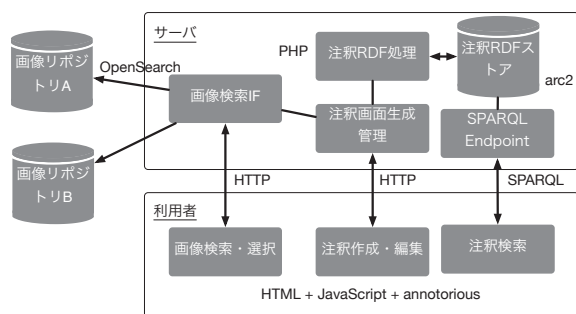 サーバ
画像リポジ
トリA
OpenSearch
画像検索IF
PHP
注釈RDF処理
注釈RDFス
トア
arc2
注釈画面生成
管理
SPARQL
Endpoint
画像リポジ
トリB
HTTP
HTTP
SPARQL
利用者
画像検索・選択
注釈作成・編集
注釈検索
HTML + JavaScript + annotorious